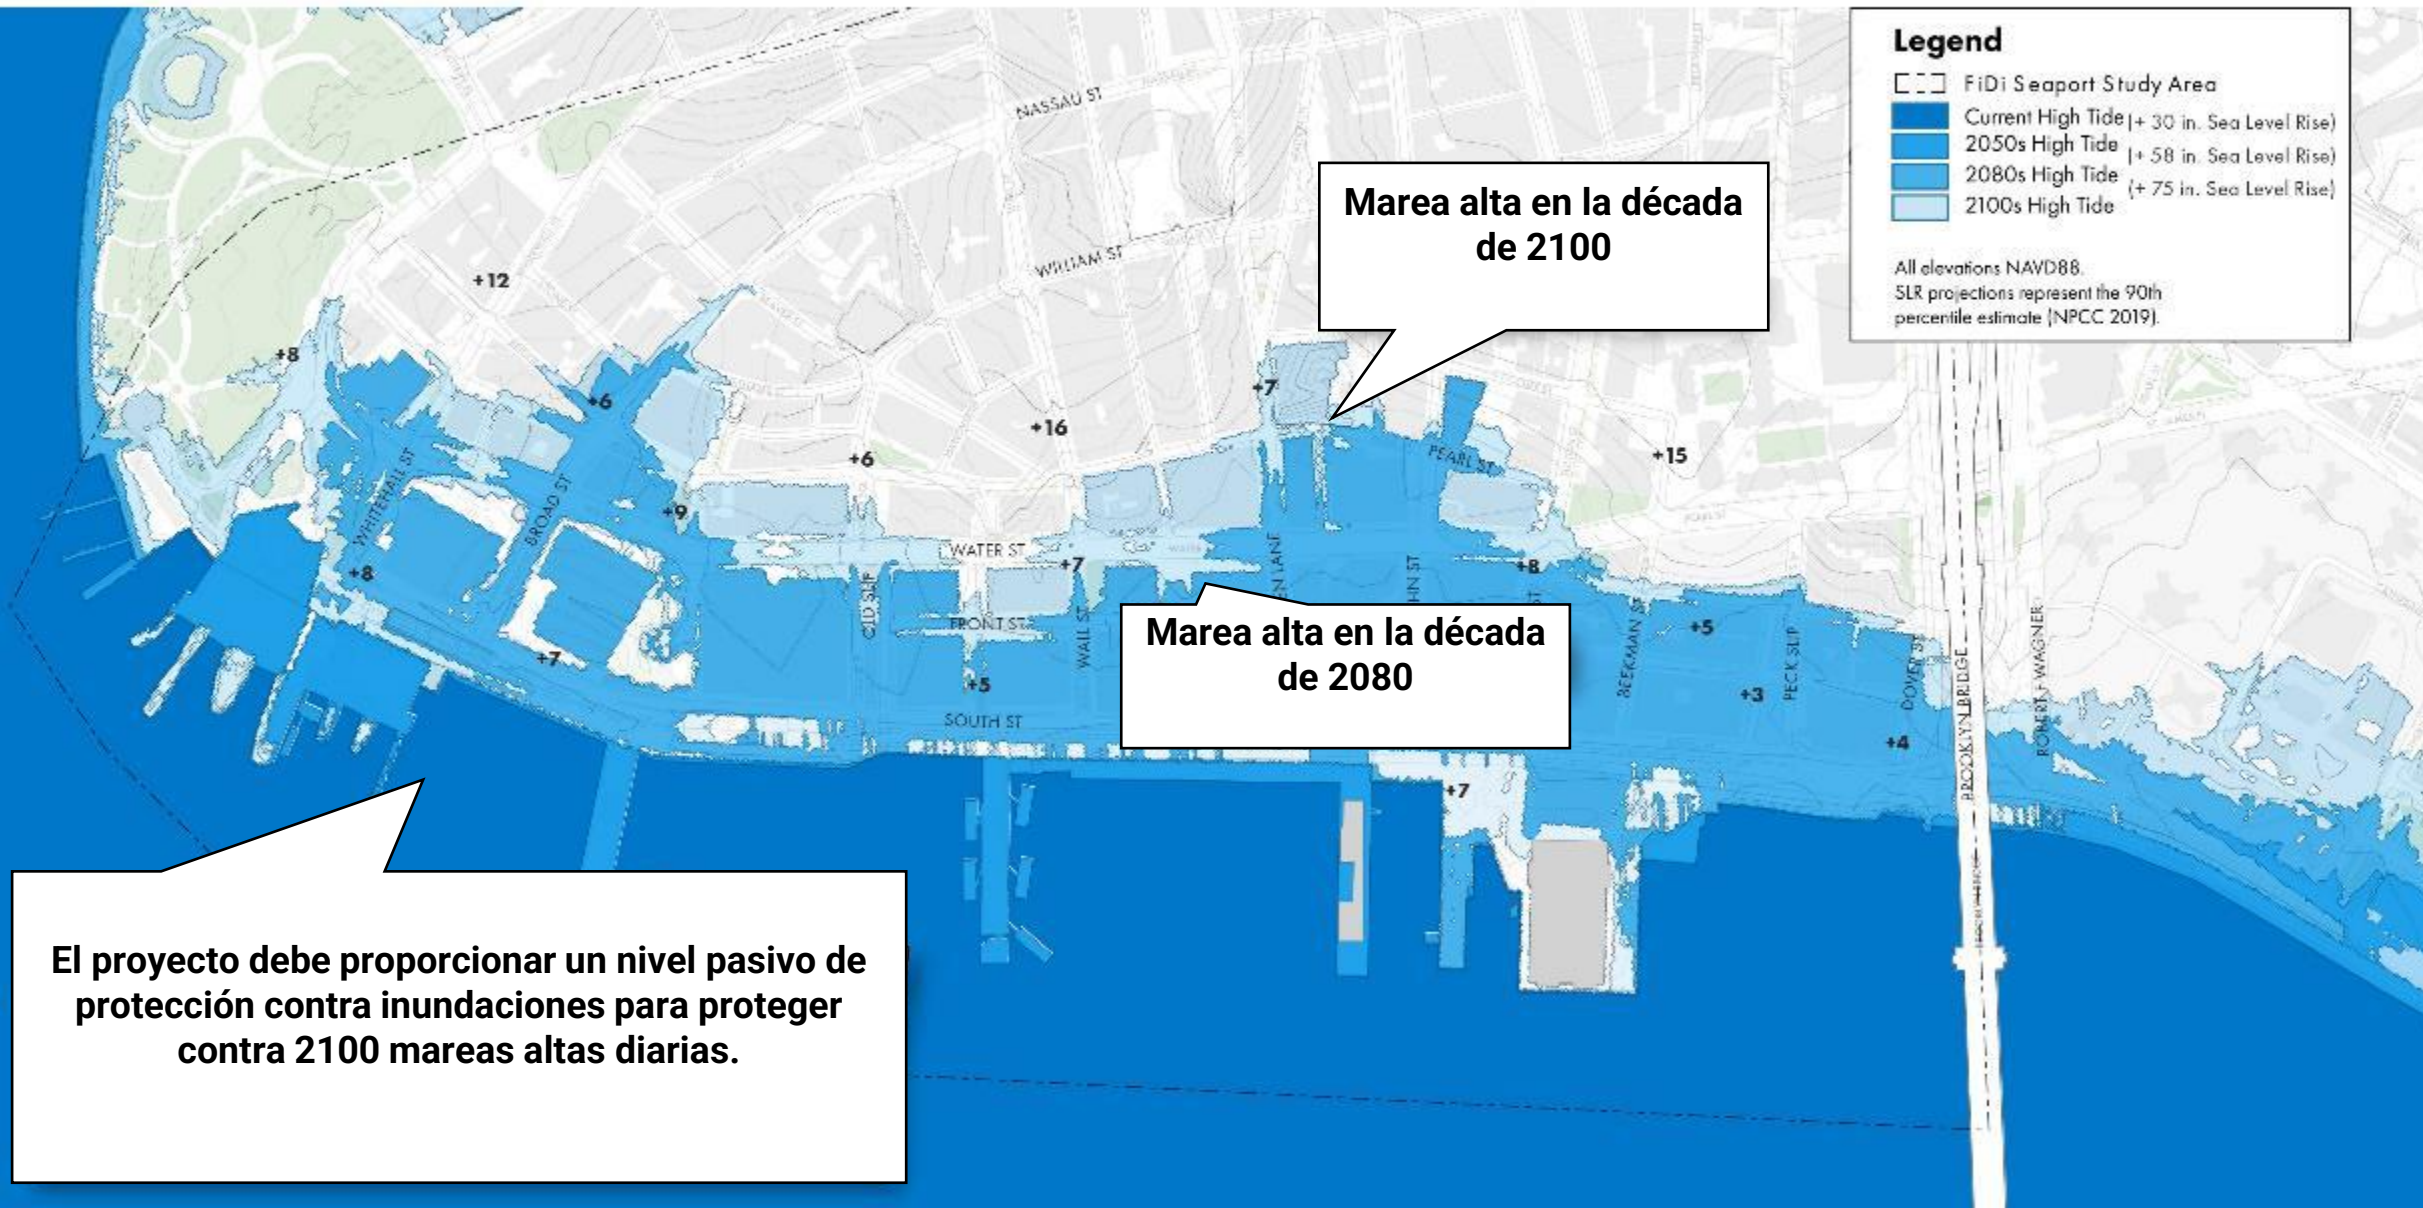 Legend
FiDi Seaport Study Area
Current High Tide
(+ 30 in. Sea Level Rise)
2050s High Tide
(+ 58 in. Sea Level Rise)
2080s High Tide
(+ 75 in. Sea Level Rise)
2100s High Tide
All elevations NAVD88.
SLR projections represent the 90th
percentile estimate (NPCC 2019).
NASSAU ST
Marea alta en la década
de 2100
WILLIAM ST
+12
+8
+6
+7
+16
+6
+15
PEARL ST
WHITEHALL ST
BROAD ST
+9
WATER ST
WATER
+7
+8
+8
OLD SLIP
FRONT ST
WALL ST
EN LANE
HN ST
ST
Marea alta en la década
de 2080
BEEKMAN ST
+5
PECK SLIP
DOVER ST
BROOKLYN BRIDGE
ROBERT F WAGNER
+7
+5
+3
SOUTH ST
+4
+7
El proyecto debe proporcionar un nivel pasivo de
protección contra inundaciones para proteger
contra 2100 mareas altas diarias.